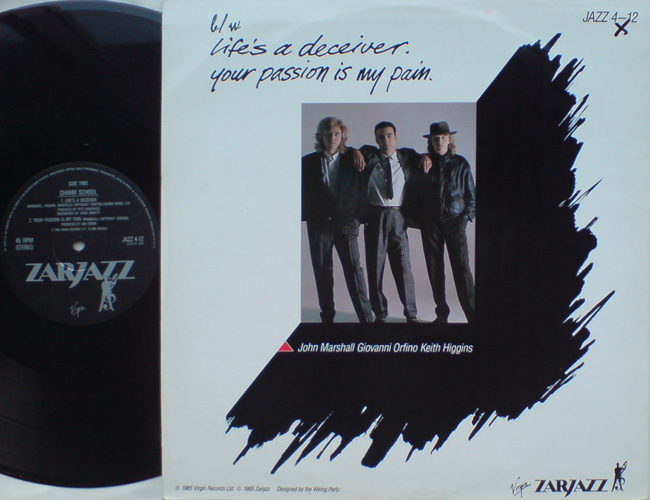 b/w
life's a deceiver.
your passion is my pain.
JAZZ 4-12
x
John Marshall Giovanni Orfino Keith Higgins
℗ 1985 Virgin Records Ltd. © 1985 Zarjazz Designed by the Wiring Party
Virgin ZARJAZZ
SIDE TWO
CHARM SCHOOL
1. LIFE'S A DECEIVER
2. YOUR PASSION IS MY PAIN
45 RPM
STEREO
JAZZ 4-12
ZARJAZZ
Virgin